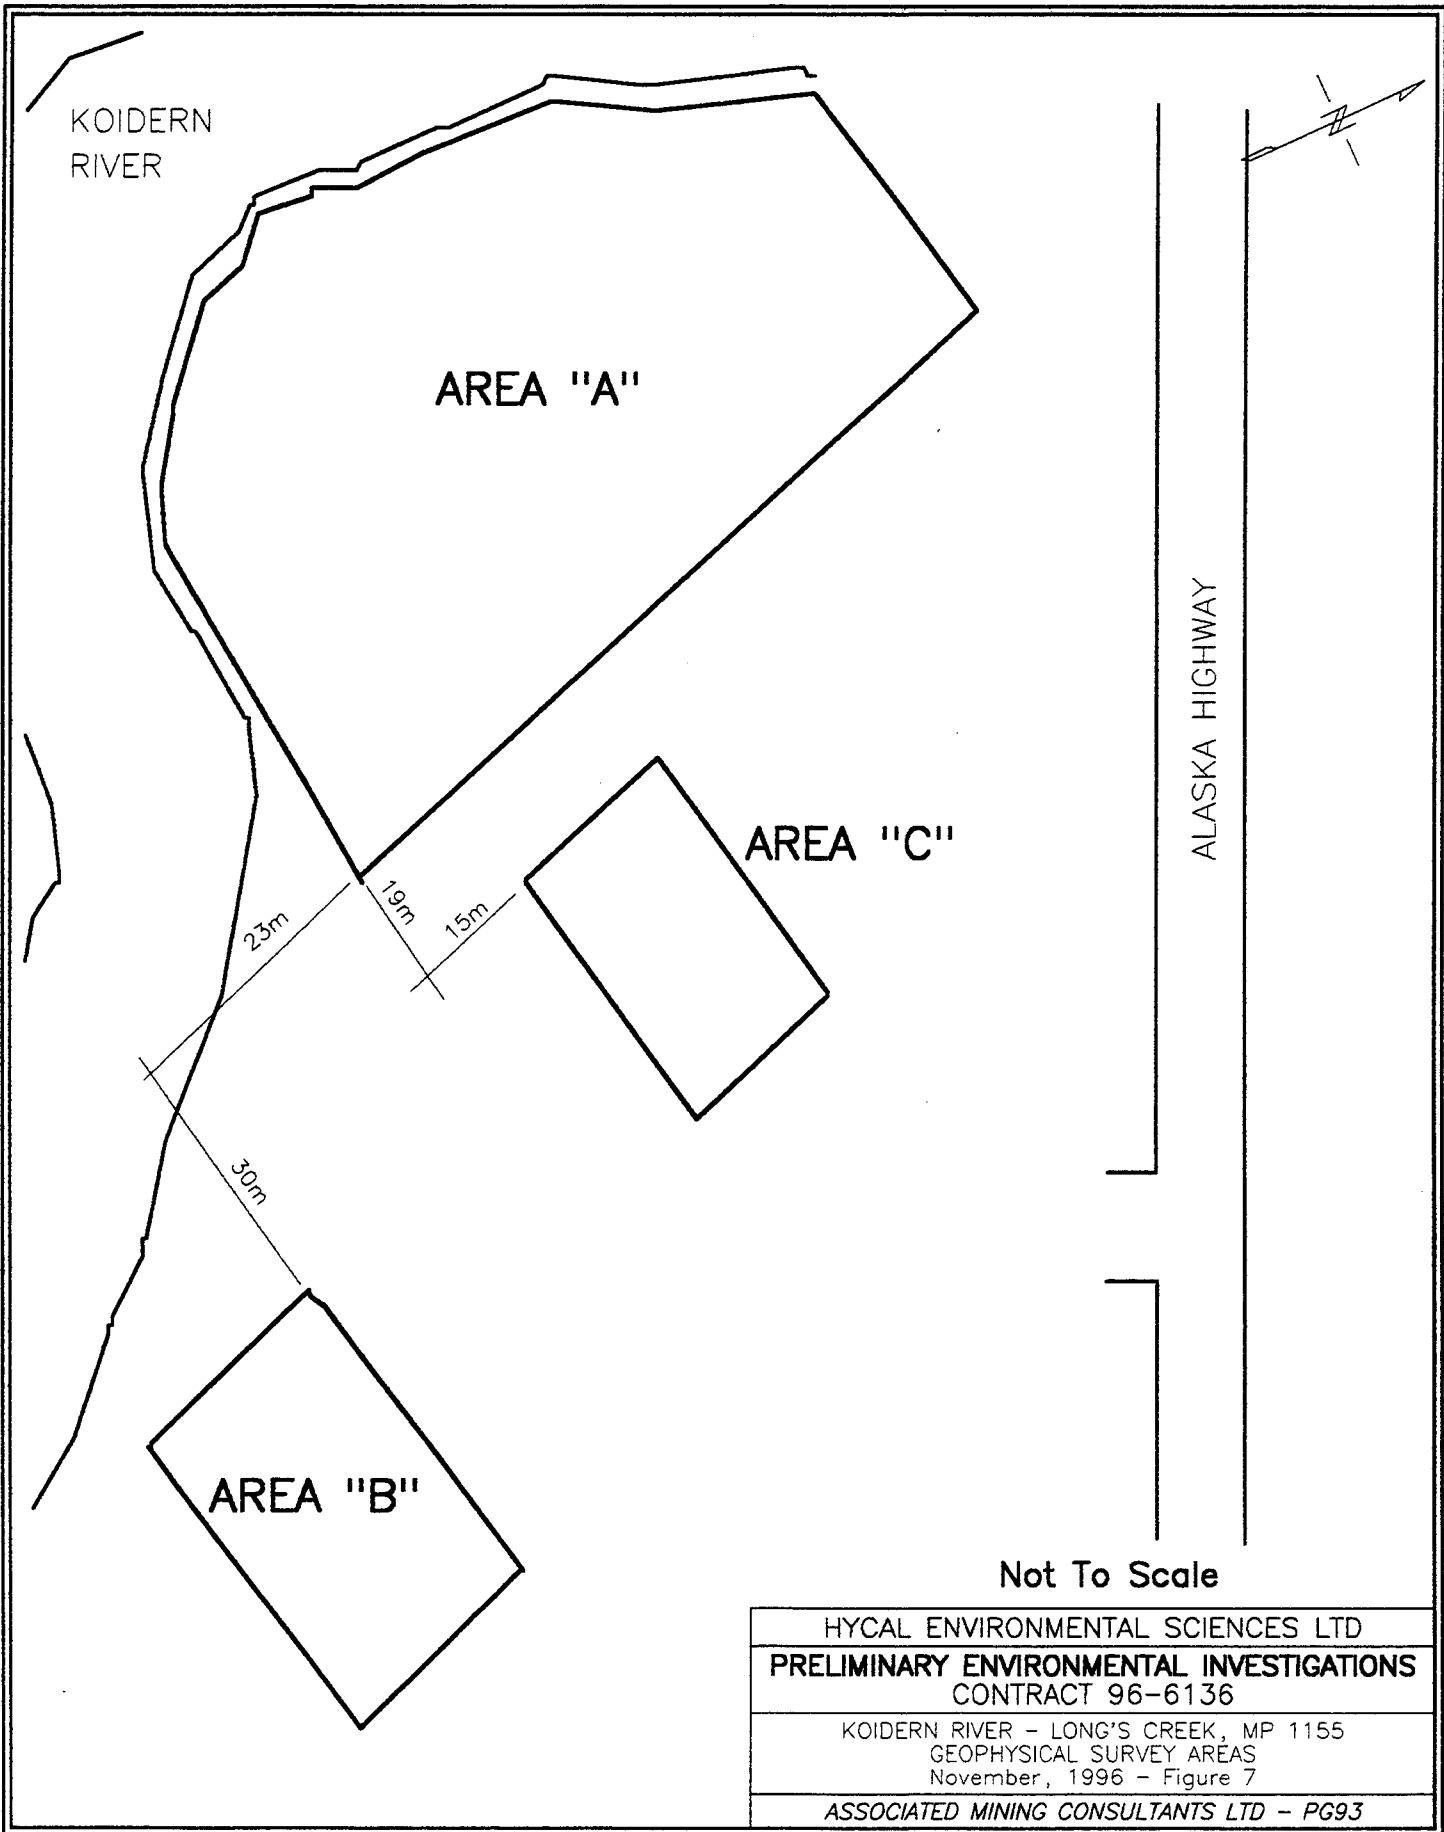 KOIDERN
RIVER
N
AREA "A"
ALASKA HIGHWAY
AREA "C"
19m
15m
23m
30m
AREA "B"
Not To Scale
HYCAL ENVIRONMENTAL SCIENCES LTD
PRELIMINARY ENVIRONMENTAL INVESTIGATIONS
CONTRACT 96-6136
KOIDERN RIVER - LONG'S CREEK, MP 1155
GEOPHYSICAL SURVEY AREAS
November, 1996 - Figure 7
ASSOCIATED MINING CONSULTANTS LTD - PG93